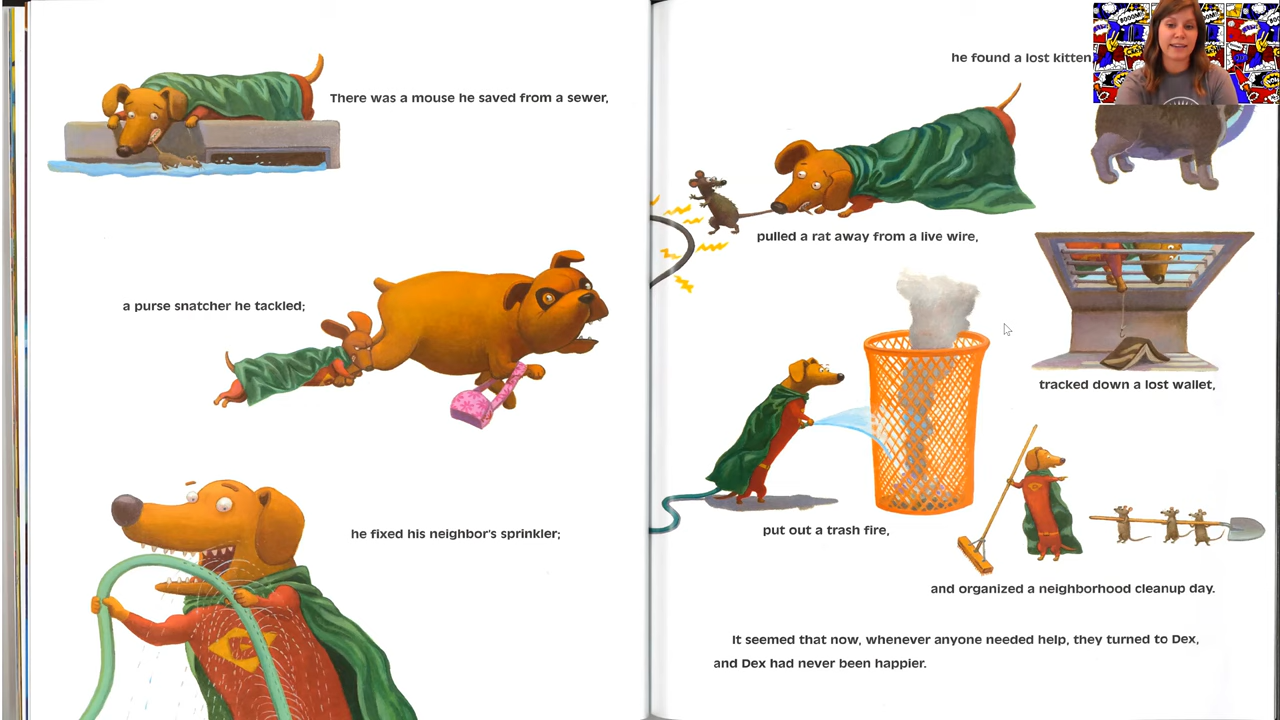 There was a mouse he saved from a sewer,
a purse snatcher he tackled;
he fixed his neighbor's sprinkler;
he found a lost kitten
pulled a rat away from a live wire,
tracked down a lost wallet,
put out a trash fire,
and organized a neighborhood cleanup day.
It seemed that now, whenever anyone needed help, they turned to Dex,
and Dex had never been happier.